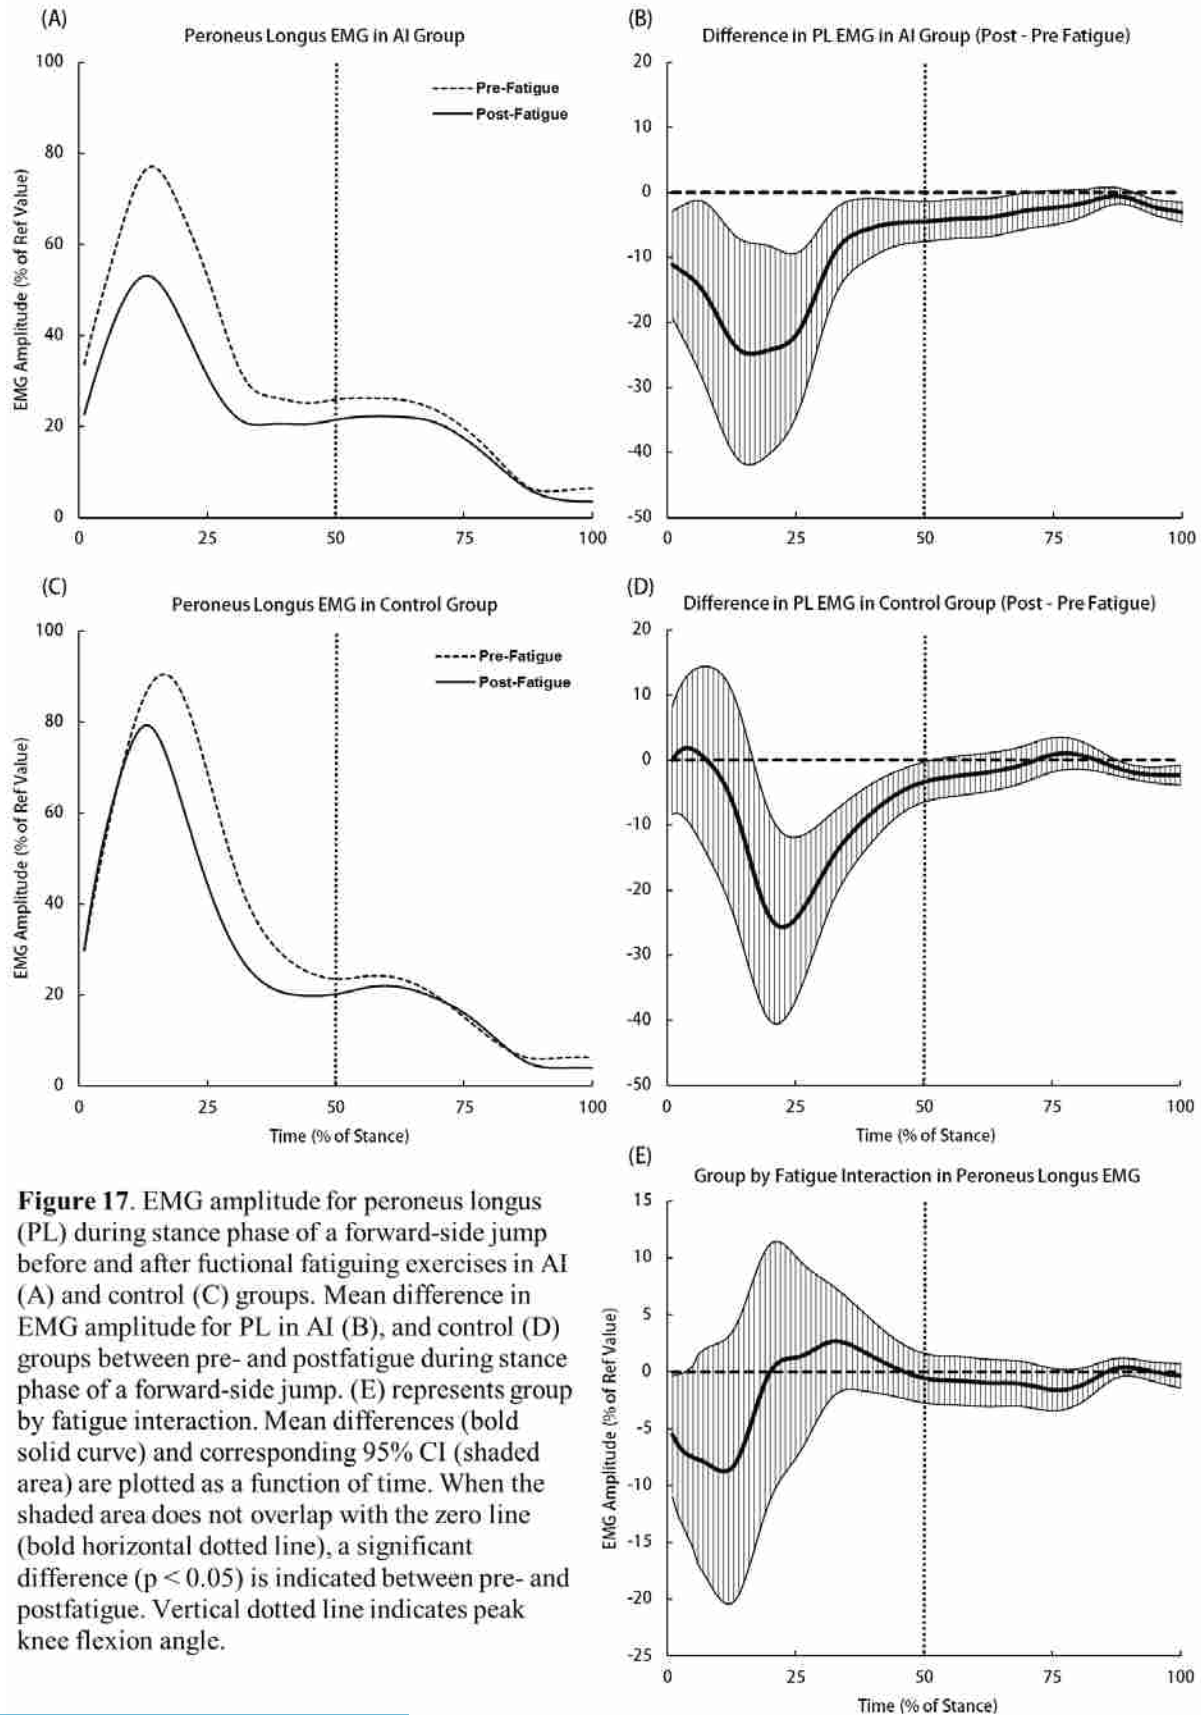 (A)
Peroneus Longus EMG in AI Group
100
80
60
40
20
0
0 25 50 75 100
EMG Amplitude (% of Ref Value)
Pre-Fatigue
Post-Fatigue
(B)
Difference in PL EMG in AI Group (Post - Pre Fatigue)
20
10
0
-10
-20
-30
-40
-50
0 25 50 75 100
(C)
Peroneus Longus EMG in Control Group
100
80
60
40
20
0
0 25 50 75 100
EMG Amplitude (% of Ref Value)
Time (% of Stance)
Pre-Fatigue
Post-Fatigue
(D)
Difference in PL EMG in Control Group (Post - Pre Fatigue)
20
10
0
-10
-20
-30
-40
-50
0 25 50 75 100
Time (% of Stance)
(E)
Group by Fatigue Interaction in Peroneus Longus EMG
15
10
5
0
-5
-10
-15
-20
-25
0 25 50 75 100
EMG Amplitude (% of Ref Value)
Time (% of Stance)
Figure 17. EMG amplitude for peroneus longus
(PL) during stance phase of a forward-side jump
before and after fuctional fatiguing exercises in AI
(A) and control (C) groups. Mean difference in
EMG amplitude for PL in AI (B), and control (D)
groups between pre- and postfatigue during stance
phase of a forward-side jump. (E) represents group
by fatigue interaction. Mean differences (bold
solid curve) and corresponding 95% CI (shaded
area) are plotted as a function of time. When the
shaded area does not overlap with the zero line
(bold horizontal dotted line), a significant
difference (p < 0.05) is indicated between pre- and
postfatigue. Vertical dotted line indicates peak
knee flexion angle.